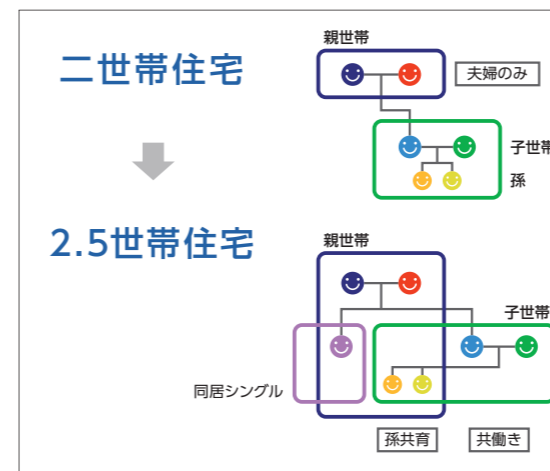 二世帯住宅
親世帯
夫婦のみ
子世帯
孫
2.5世帯住宅
親世帯
子世帯
同居シングル
孫共育
共働き